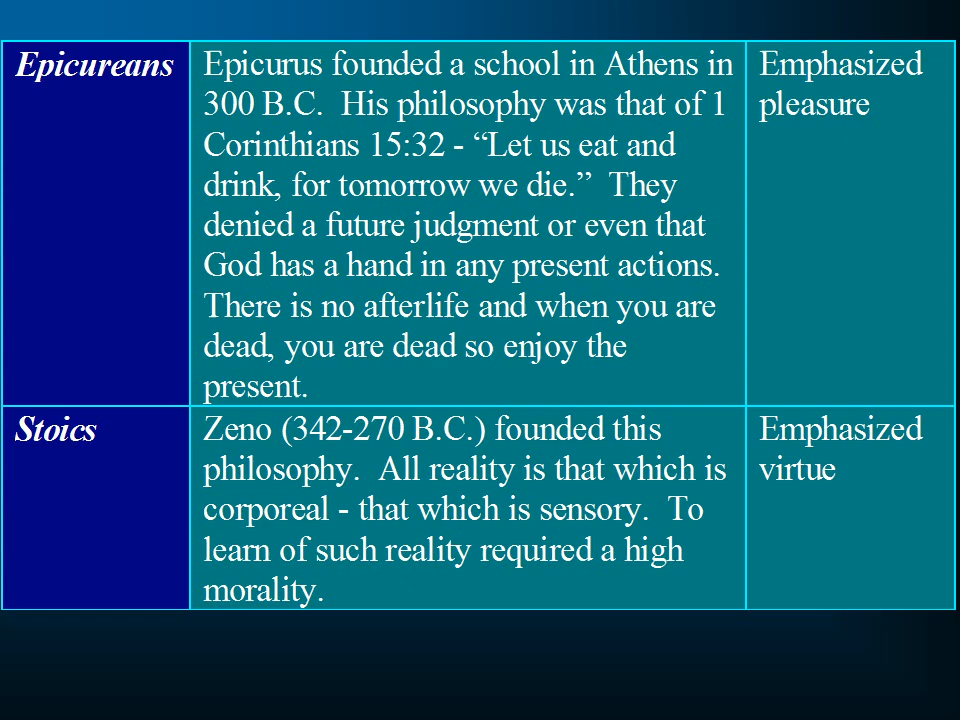 Epicureans
Epicurus founded a school in Athens in
300 B.C.  His philosophy was that of 1
Corinthians 15:32 - “Let us eat and
drink, for tomorrow we die.”  They
denied a future judgment or even that
God has a hand in any present actions.
There is no afterlife and when you are
dead, you are dead so enjoy the
present.
Emphasized
pleasure
Stoics
Zeno (342-270 B.C.) founded this
philosophy.  All reality is that which is
corporeal - that which is sensory.  To
learn of such reality required a high
morality.
Emphasized
virtue